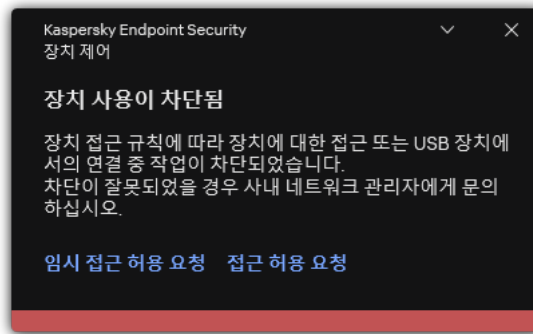 Kaspersky Endpoint Security
장치 제어
장치 사용이 차단됨
장치 접근 규칙에 따라 장치에 대한 접근 또는 USB 장치에
서의 연결 중 작업이 차단되었습니다.
차단이 잘못되었을 경우 사내 네트워크 관리자에게 문의
하십시오.
임시 접근 허용 요청 접근 허용 요청